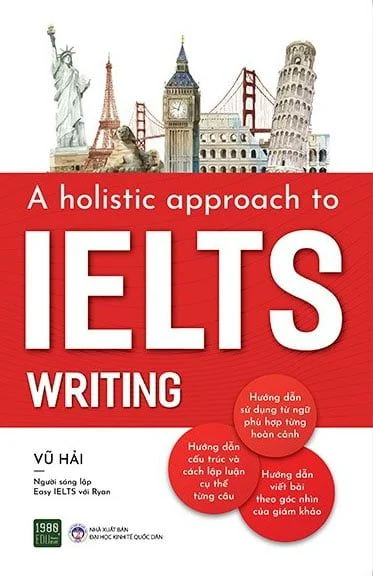 A holistic approach to
IELTS
WRITING
Hướng dẫn
sử dụng từ ngữ
phù hợp từng
hoàn cảnh
Hướng dẫn
cấu trúc và
cách lập luận
cụ thể
từng câu
Hướng dẫn
viết bài
theo góc nhìn
của giám khảo
VŨ HẢI
Người sáng lập
Easy IELTS với Ryan
1980
EDU
NHÀ XUẤT BẢN
ĐẠI HỌC KINH TẾ QUỐC DÂN